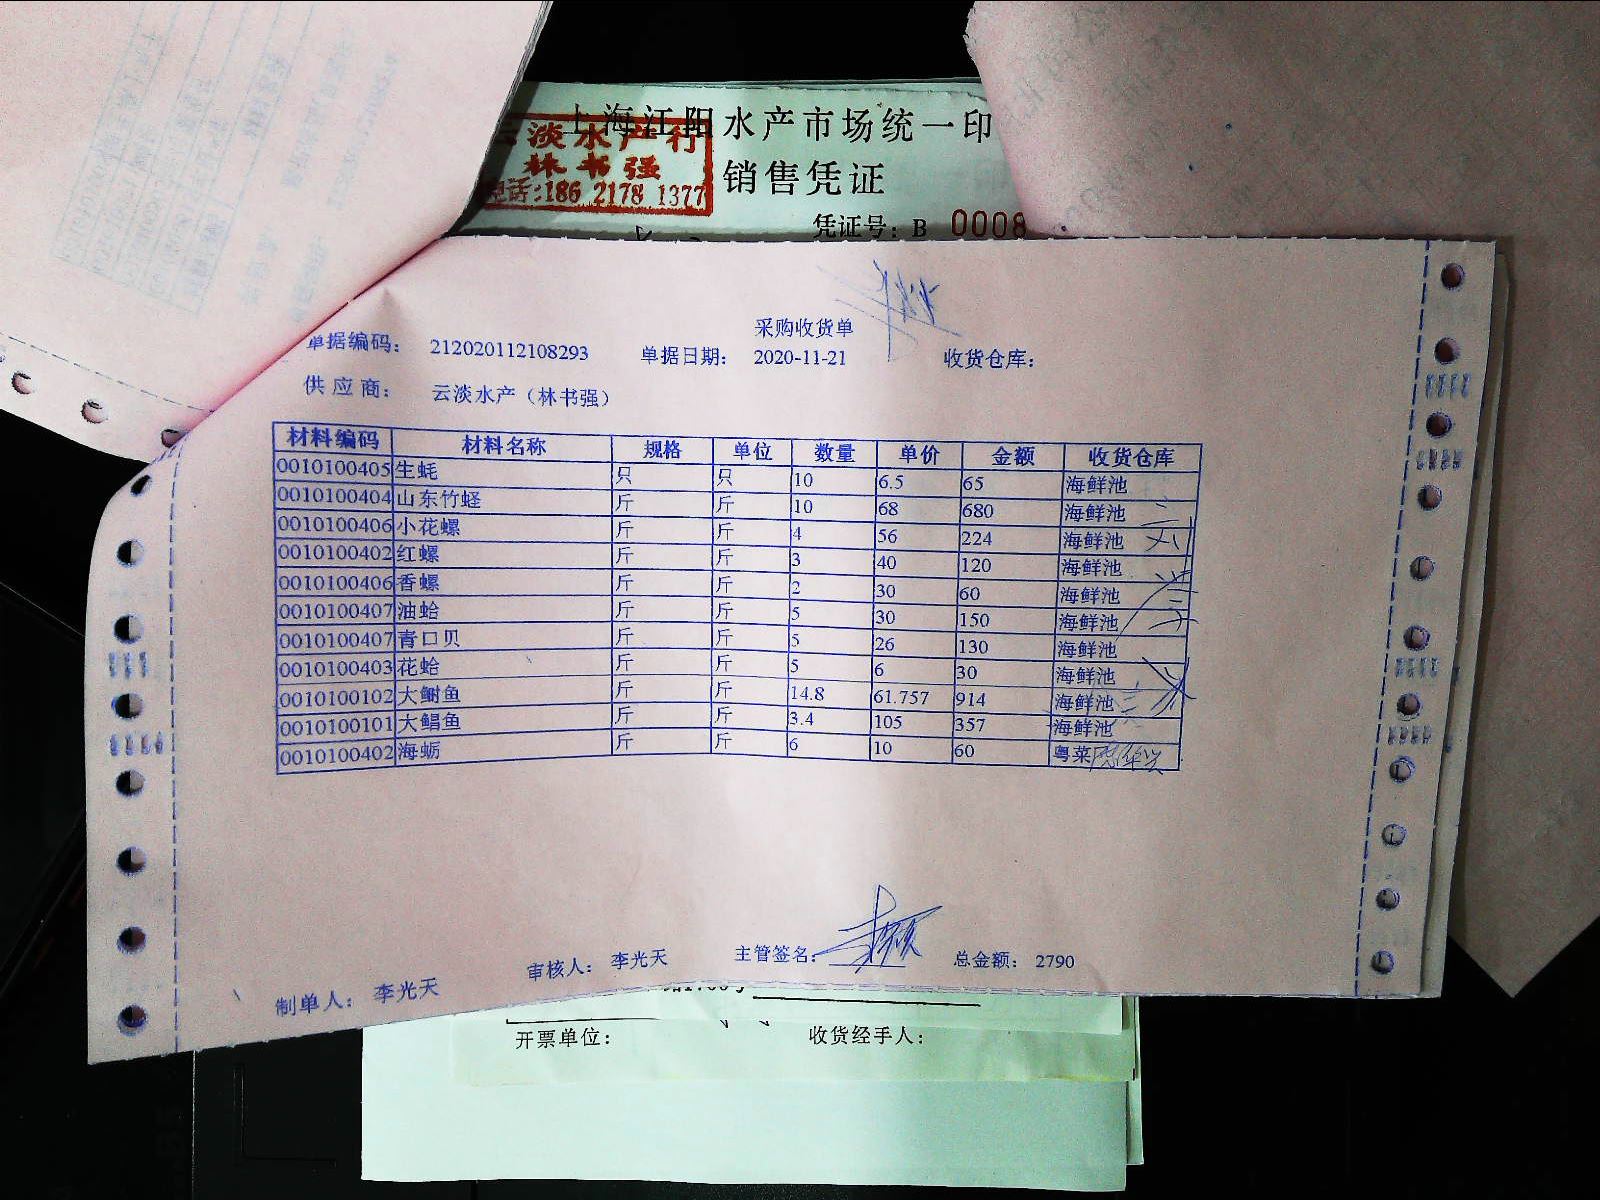 上海江阳水产市场统一印
云淡水产行
林书强
电话:186 2178 1377
销售凭证
凭证号: B 0008
采购收货单
单据编码: 212020112108293 单据日期: 2020-11-21 收货仓库:
供应商: 云淡水产（林书强）
材料编码 材料名称 规格 单位 数量 单价 金额 收货仓库
0010100405 生蚝 只 只 10 6.5 65 海鲜池
0010100404 山东竹蛏 斤 斤 10 68 680 海鲜池
0010100406 小花螺 斤 斤 4 56 224 海鲜池
0010100402 红螺 斤 斤 3 40 120 海鲜池
0010100406 香螺 斤 斤 2 30 60 海鲜池
0010100407 油蛤 斤 斤 5 30 150 海鲜池
0010100407 青口贝 斤 斤 5 26 130 海鲜池
0010100403 花蛤 斤 斤 5 6 30 海鲜池
0010100102 大鲥鱼 斤 斤 14.8 61.757 914 海鲜池
0010100101 大鲳鱼 斤 斤 3.4 105 357 海鲜池
0010100402 海蛎 斤 斤 6 10 60 粤菜
制单人: 李光天 审核人: 李光天 主管签名: 总金额: 2790
开票单位: 收货经手人: